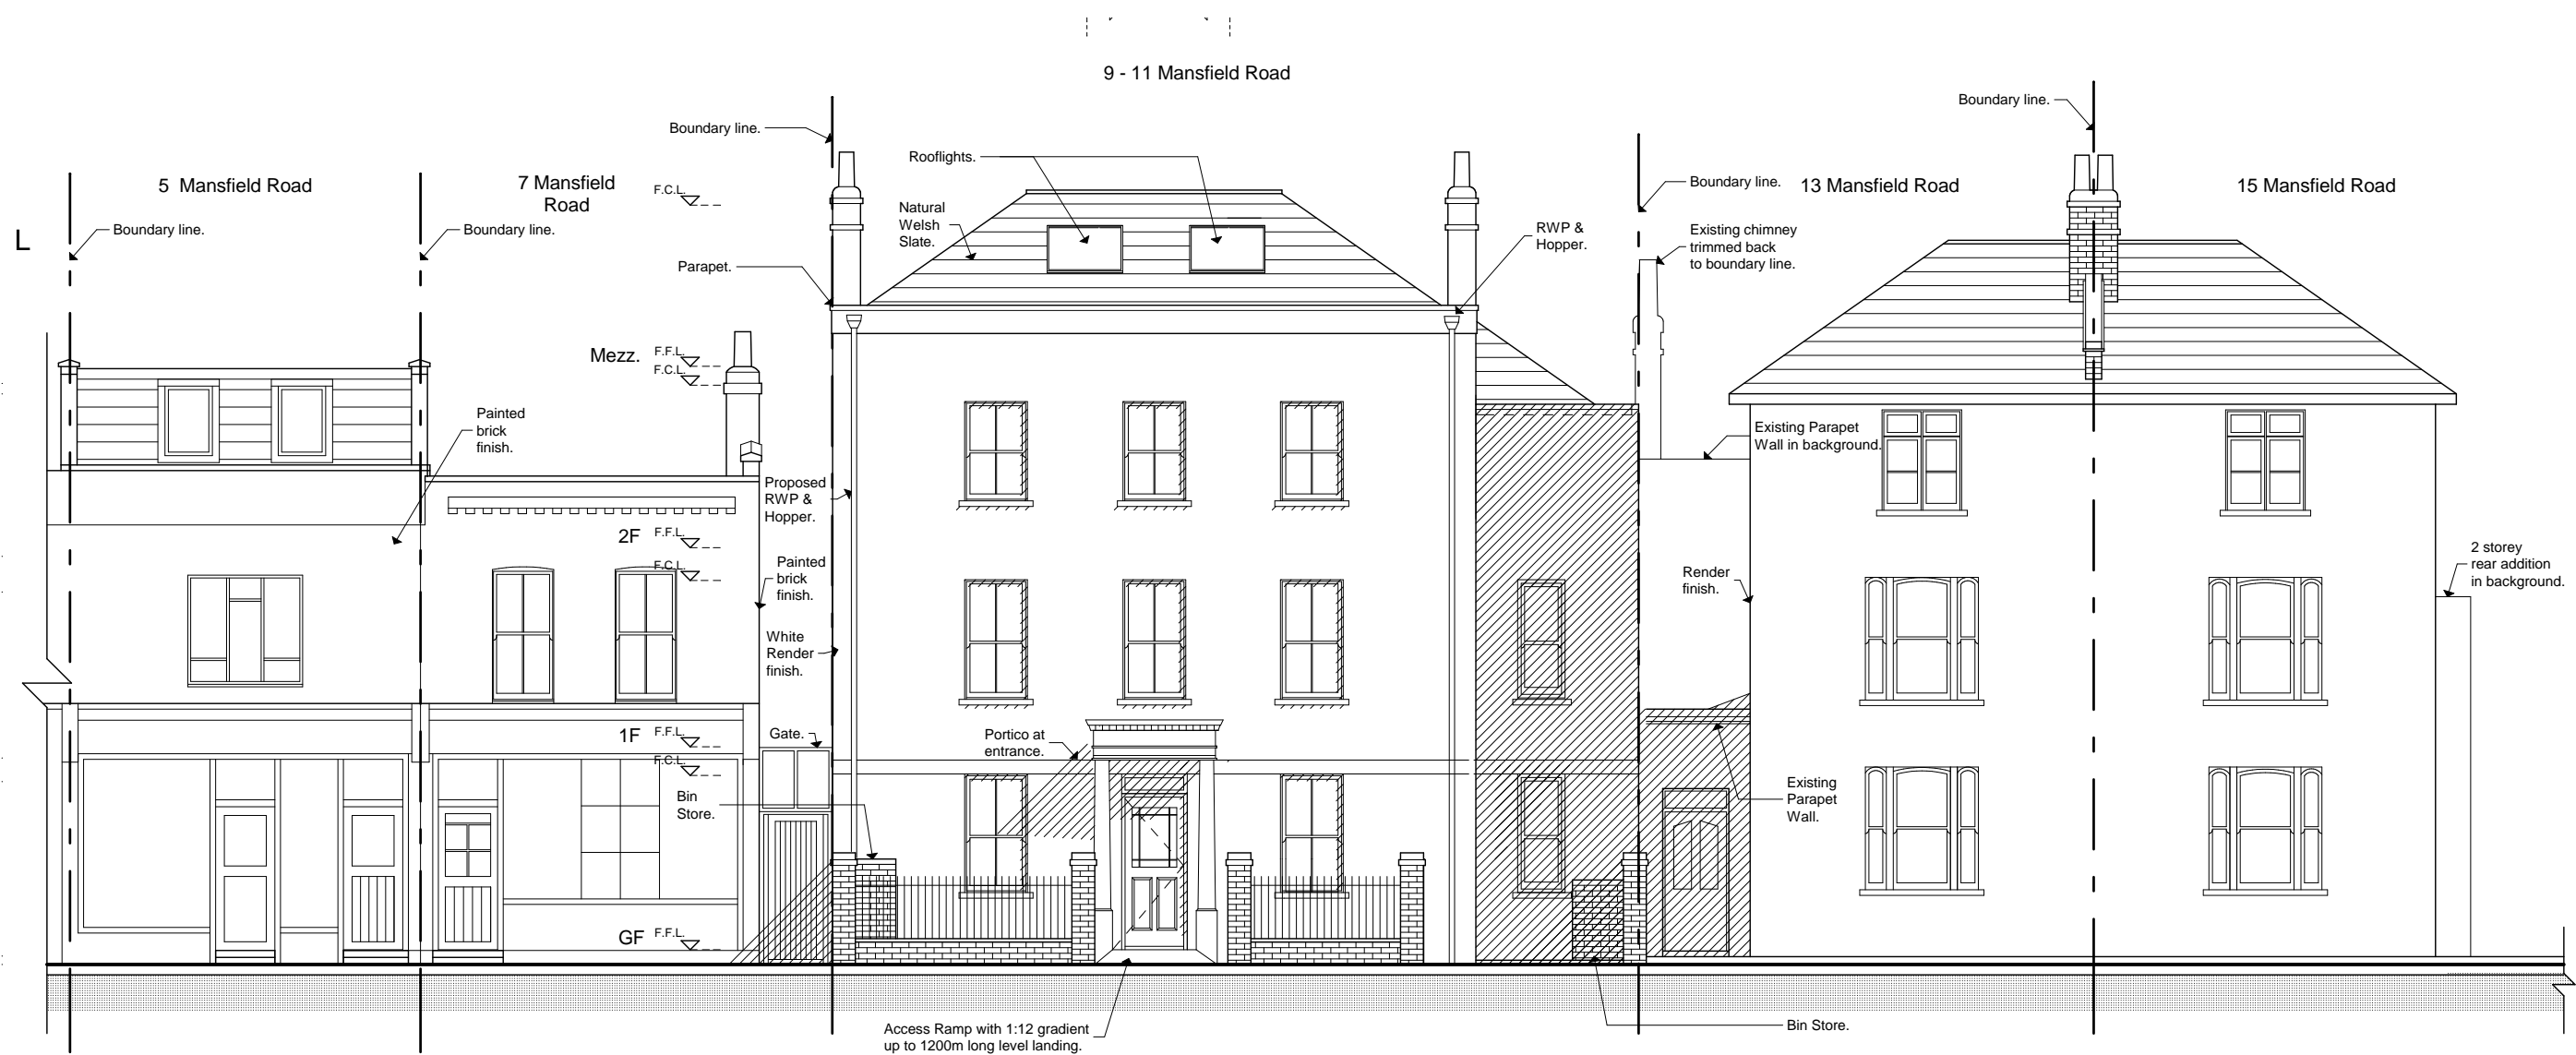 9 - 11 Mansfield Road
Boundary line.
Boundary line.
Rooflights.
5  Mansfield Road
7 Mansfield
Road
F.C.L.
Boundary line.
13 Mansfield Road
15 Mansfield Road
Natural
Welsh
Slate.
L
Boundary line.
Boundary line.
RWP &
Hopper.
Existing chimney
trimmed back
to boundary line.
Parapet.
Mezz.
F.F.L.
F.C.L.
Painted
brick
finish.
Existing Parapet
Wall in background.
Proposed
RWP &
Hopper.
2F
F.F.L.
F.C.L.
Painted
brick
finish.
Render
finish.
2 storey
rear addition
in background.
White
Render
finish.
1F
F.F.L.
Gate.
Portico at
entrance.
F.C.L.
Bin
Store.
Existing
Parapet
Wall.
GF
F.F.L.
Access Ramp with 1:12 gradient
up to 1200m long level landing.
Bin Store.